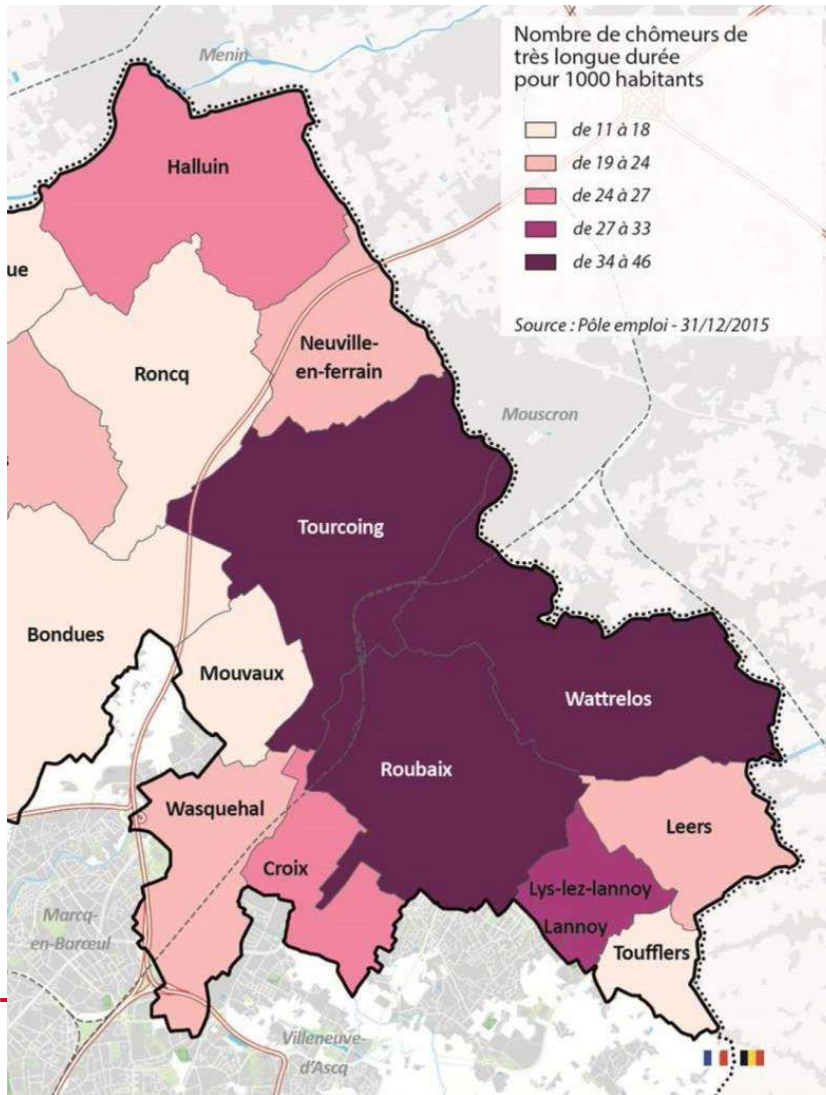 Nombre de chômeurs de
très longue durée
pour 1000 habitants
de 11 à 18
de 19 à 24
de 24 à 27
de 27 à 33
de 34 à 46
Source : Pôle emploi - 31/12/2015
Menin
Halluin
ue
Roncq
Neuville-
en-ferrain
Mouscron
s
Tourcoing
Bondues
Mouvaux
Wattrelos
Roubaix
Wasquehal
Leers
Croix
Lys-lez-lannoy
Lannoy
Marcq-
en-Barœul
Toufflers
Villeneuve-
d'Ascq